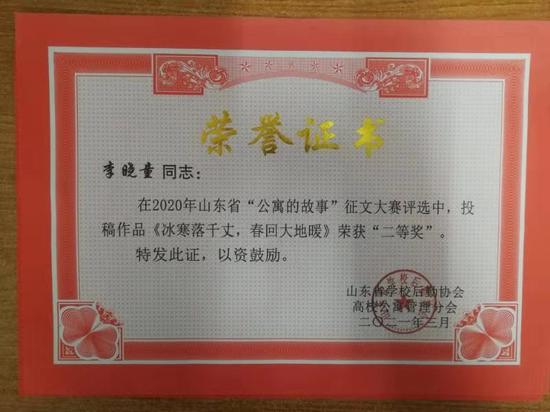 荣誉证书
李晓童 同志：
在2020年山东省“公寓的故事”征文大赛评选中，投
稿作品《冰寒落千丈，春回大地暖》荣获“二等奖”。
特发此证，以资鼓励。
山东省学校后勤协会
高校公寓管理分会
二〇二一年三月